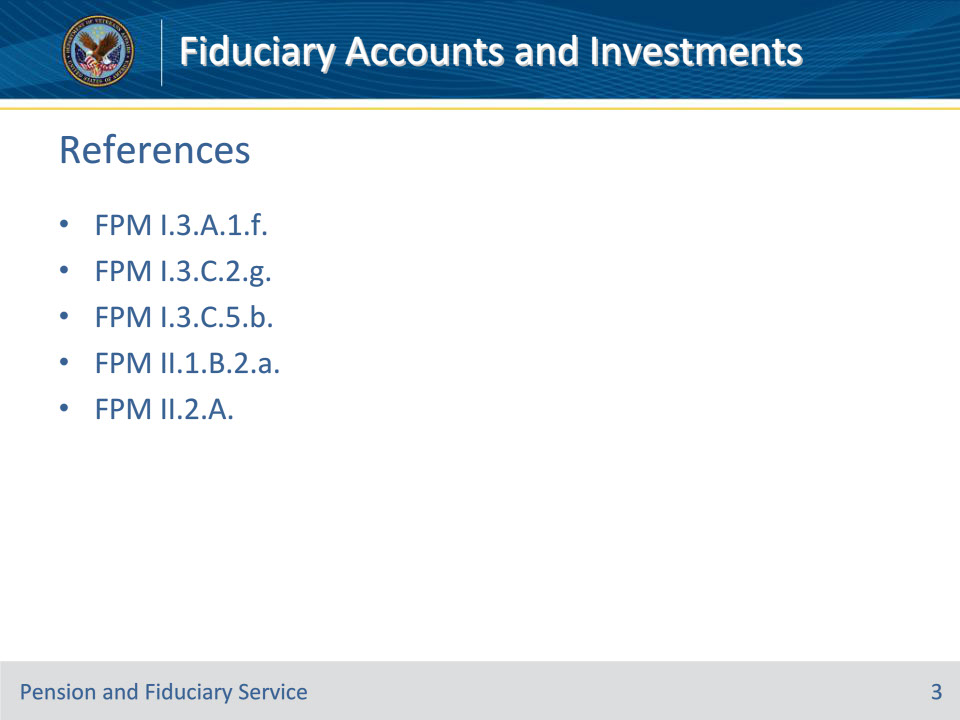 Fiduciary Accounts and Investments
References
• FPM I.3.A.1.f.
• FPM I.3.C.2.g.
• FPM I.3.C.5.b.
• FPM II.1.B.2.a.
• FPM II.2.A.
Pension and Fiduciary Service
3